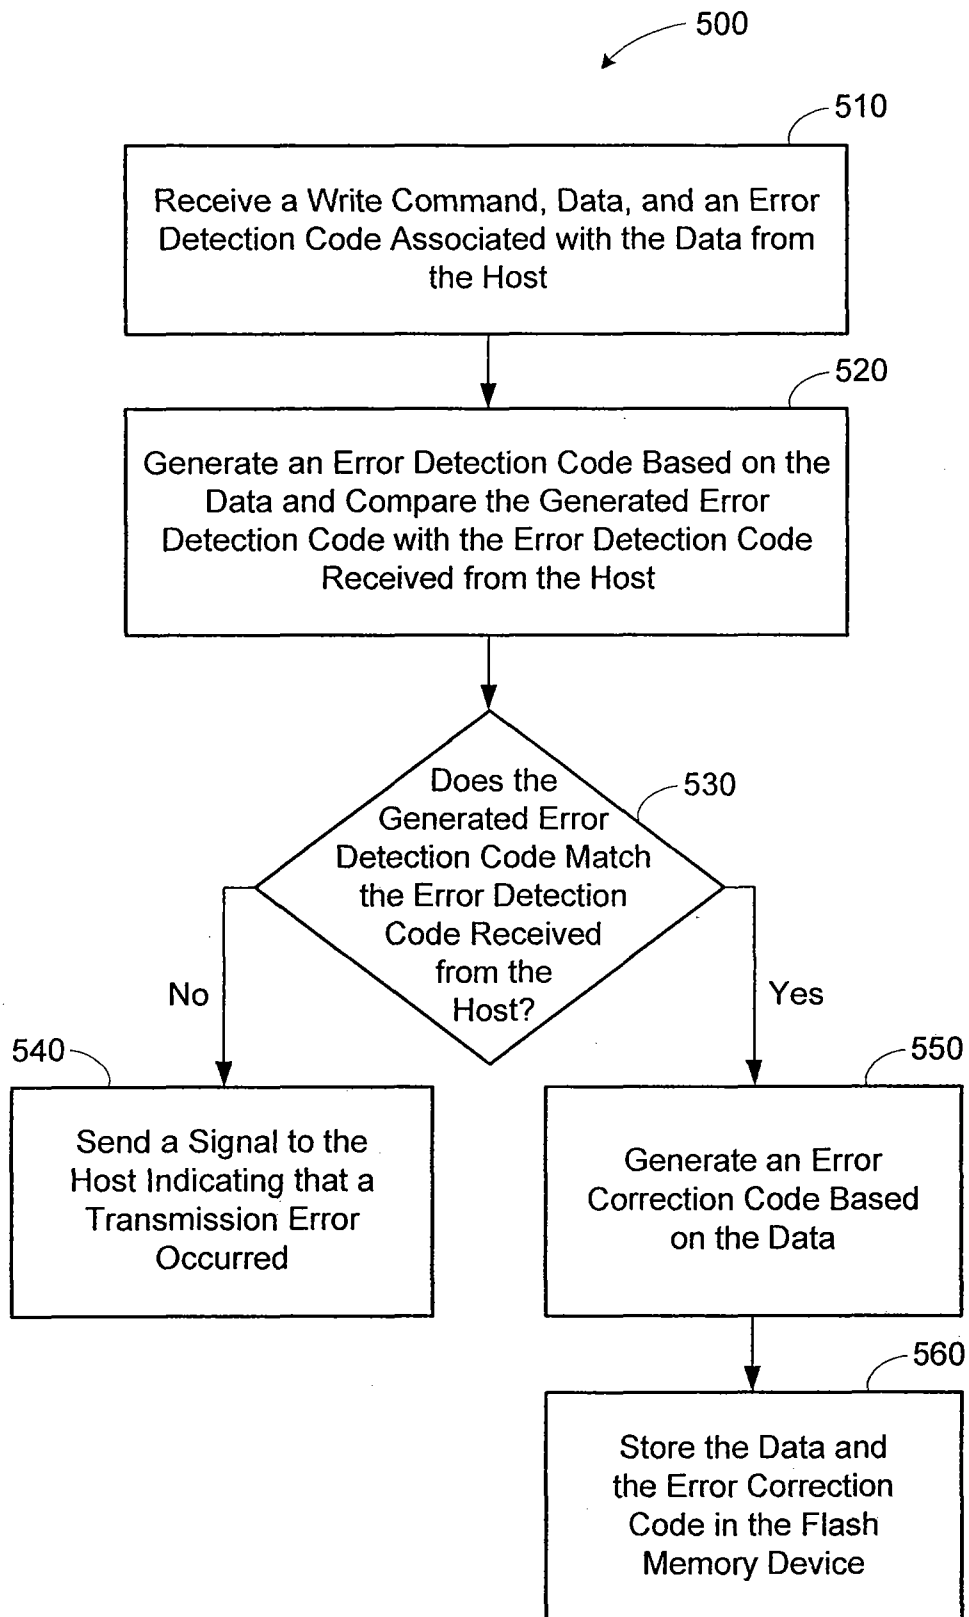 500
510
Receive a Write Command, Data, and an Error
Detection Code Associated with the Data from
the Host
520
Generate an Error Detection Code Based on the
Data and Compare the Generated Error
Detection Code with the Error Detection Code
Received from the Host
530
Does the
Generated Error
Detection Code Match
the Error Detection
Code Received
from the
Host?
No
Yes
540
Send a Signal to the
Host Indicating that a
Transmission Error
Occurred
550
Generate an Error
Correction Code Based
on the Data
560
Store the Data and
the Error Correction
Code in the Flash
Memory Device